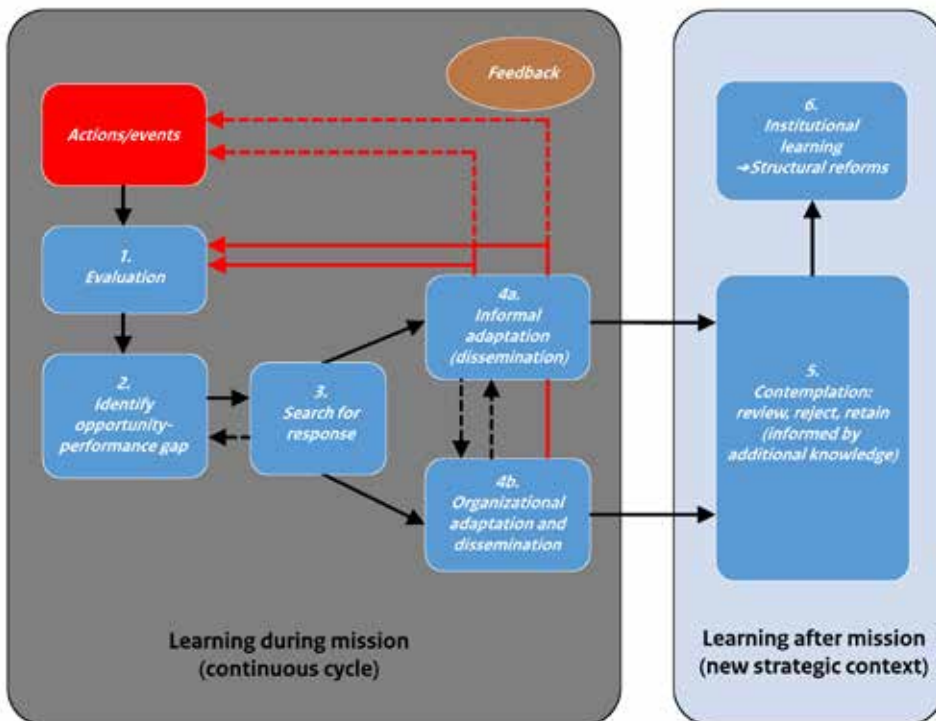 Feedback
Actions/events
1.
Evaluation
2.
Identify
opportunity-
performance gap
3.
Search for
response
4a.
Informal
adaptation
(dissemination)
4b.
Organizational
adaptation and
dissemination
Learning during mission
(continuous cycle)
6.
Institutional
learning
→Structural reforms
5.
Contemplation:
review, reject, retain
(informed by
additional knowledge)
Learning after mission
(new strategic context)